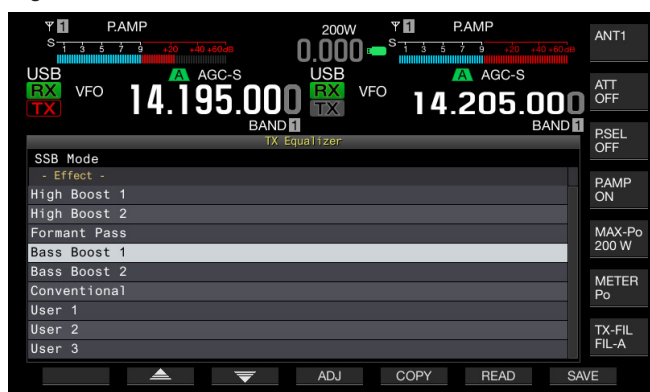 1 P.AMP 200W 1 P.AMP ANT1
S 1 3 5 7 9 +20 +40 +60dB 0.000 S 1 3 5 7 9 +20 +40 +60dB
USB A AGC-S USB A AGC-S ATT
RX VFO 14.195.000 RX VFO 14.205.000 OFF
TX TX
BAND 1 BAND 1
TX Equalizer P.SEL
OFF
SSB Mode
- Effect -
High Boost 1 P.AMP
ON
High Boost 2
Formant Pass MAX-Po
200 W
Bass Boost 1
Bass Boost 2
Conventional METER
Po
User 1
User 2 TX-FIL
FIL-A
User 3
ADJ COPY READ SAVE